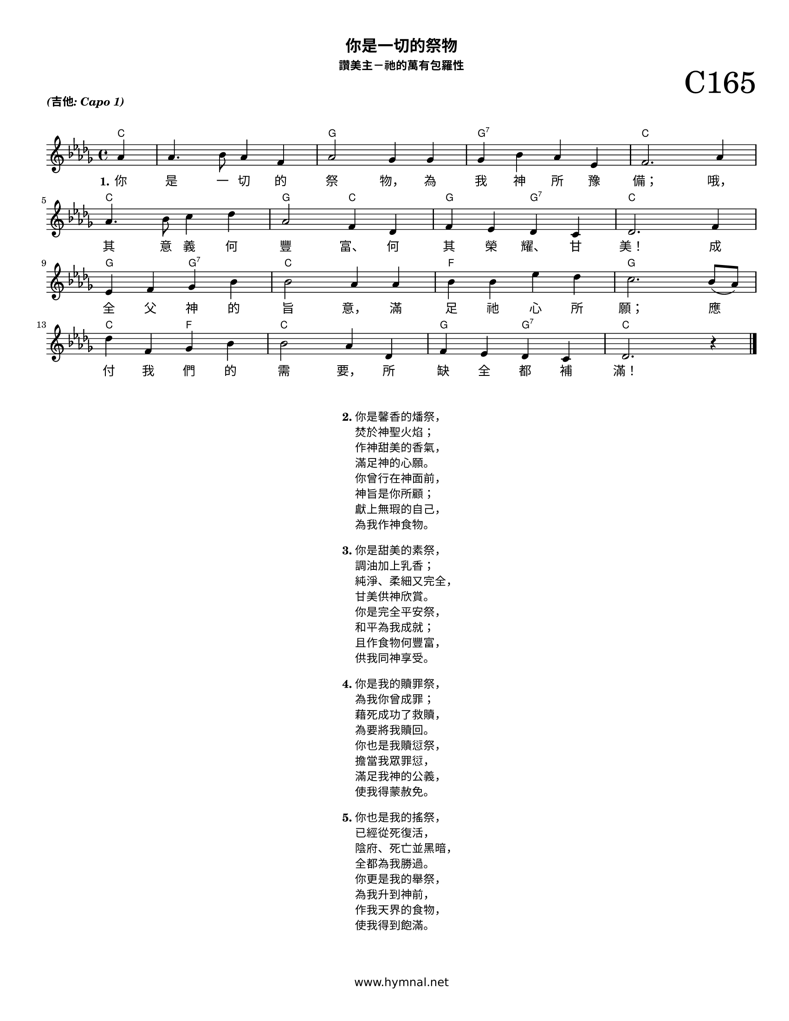 你是一切的祭物
讚美主－祂的萬有包羅性
C165
(吉他: Capo 1)
C G G7 C
1. 你 是 一 切 的 祭 物， 為 我 神 所 豫 備； 哦，
5 C G C G G7 C
其 意 義 何 豐 富、 何 其 榮 耀、 甘 美！ 成
9 G G7 C F G
全 父 神 的 旨 意， 滿 足 祂 心 所 願； 應
13 C F C G G7 C
付 我 們 的 需 要， 所 缺 全 都 補 滿！
2. 你是馨香的燔祭，
焚於神聖火焰；
作神甜美的香氣，
滿足神的心願。
你曾行在神面前，
神旨是你所顧；
獻上無瑕的自己，
為我作神食物。
3. 你是甜美的素祭，
調油加上乳香；
純淨、柔細又完全，
甘美供神欣賞。
你是完全平安祭，
和平為我成就；
且作食物何豐富，
供我同神享受。
4. 你是我的贖罪祭，
為我你曾成罪；
藉死成功了救贖，
為要將我贖回。
你也是我贖愆祭，
擔當我眾罪愆，
滿足我神的公義，
使我得蒙赦免。
5. 你也是我的搖祭，
已經從死復活，
陰府、死亡並黑暗，
全都為我勝過。
你更是我的舉祭，
為我升到神前，
作我天界的食物，
使我得到飽滿。
www.hymnal.net